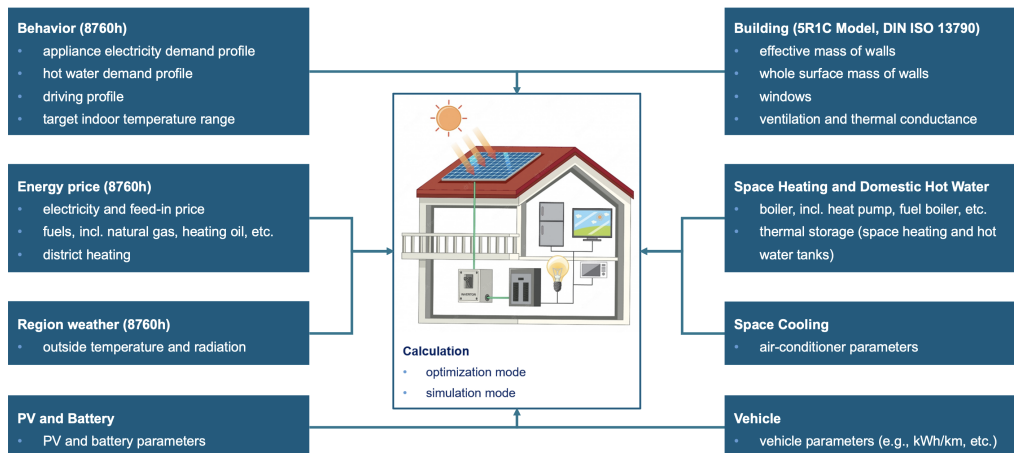 Behavior (8760h)
• appliance electricity demand profile
• hot water demand profile
• driving profile
• target indoor temperature range
Energy price (8760h)
• electricity and feed-in price
• fuels, incl. natural gas, heating oil, etc.
• district heating
Region weather (8760h)
• outside temperature and radiation
PV and Battery
• PV and battery parameters
Calculation
• optimization mode
• simulation mode
Building (5R1C Model, DIN ISO 13790)
• effective mass of walls
• whole surface mass of walls
• windows
• ventilation and thermal conductance
Space Heating and Domestic Hot Water
• boiler, incl. heat pump, fuel boiler, etc.
• thermal storage (space heating and hot
water tanks)
Space Cooling
• air-conditioner parameters
Vehicle
• vehicle parameters (e.g., kWh/km, etc.)